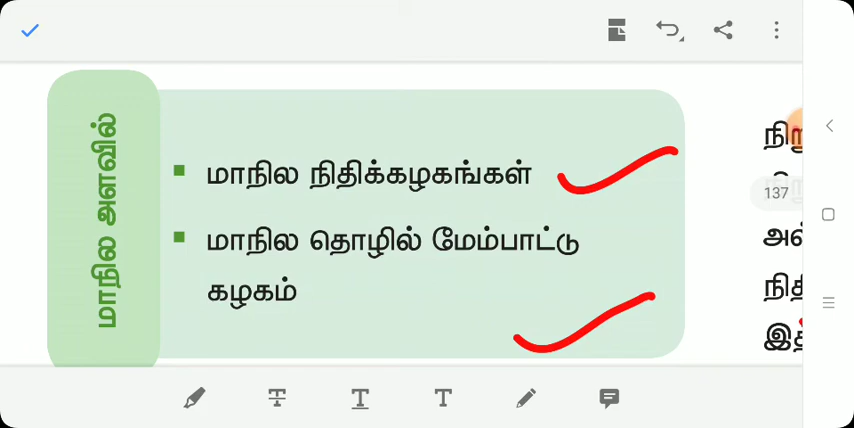 மாநில அளவில்
மாநில நிதிக்கழகங்கள்
மாநில தொழில் மேம்பாட்டு
கழகம்
137